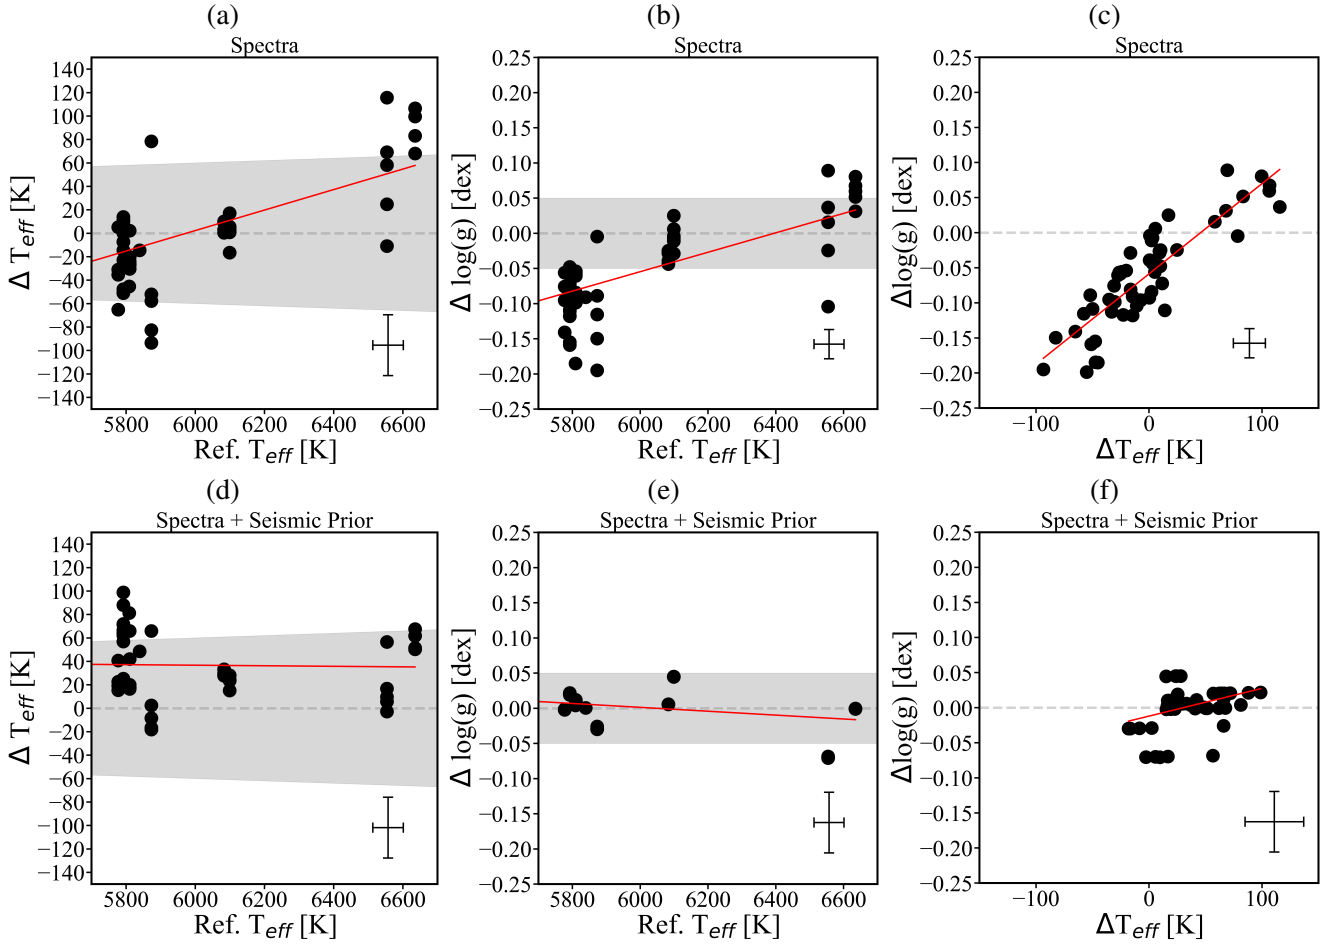 (a)
Spectra
140
120
100
80
60
40
20
0
−20
−40
−60
−80
−100
−120
−140
Δ T_eff [K]
5800 6000 6200 6400 6600
Ref. T_eff [K]
(b)
Spectra
0.25
0.20
0.15
0.10
0.05
0.00
−0.05
−0.10
−0.15
−0.20
−0.25
Δ log(g) [dex]
5800 6000 6200 6400 6600
Ref. T_eff [K]
(c)
Spectra
0.25
0.20
0.15
0.10
0.05
0.00
−0.05
−0.10
−0.15
−0.20
−0.25
Δlog(g) [dex]
−100 0 100
ΔT_eff [K]
(d)
Spectra + Seismic Prior
140
120
100
80
60
40
20
0
−20
−40
−60
−80
−100
−120
−140
Δ T_eff [K]
5800 6000 6200 6400 6600
Ref. T_eff [K]
(e)
Spectra + Seismic Prior
0.25
0.20
0.15
0.10
0.05
0.00
−0.05
−0.10
−0.15
−0.20
−0.25
Δ log(g) [dex]
5800 6000 6200 6400 6600
Ref. T_eff [K]
(f)
Spectra + Seismic Prior
0.25
0.20
0.15
0.10
0.05
0.00
−0.05
−0.10
−0.15
−0.20
−0.25
Δlog(g) [dex]
−100 0 100
ΔT_eff [K]